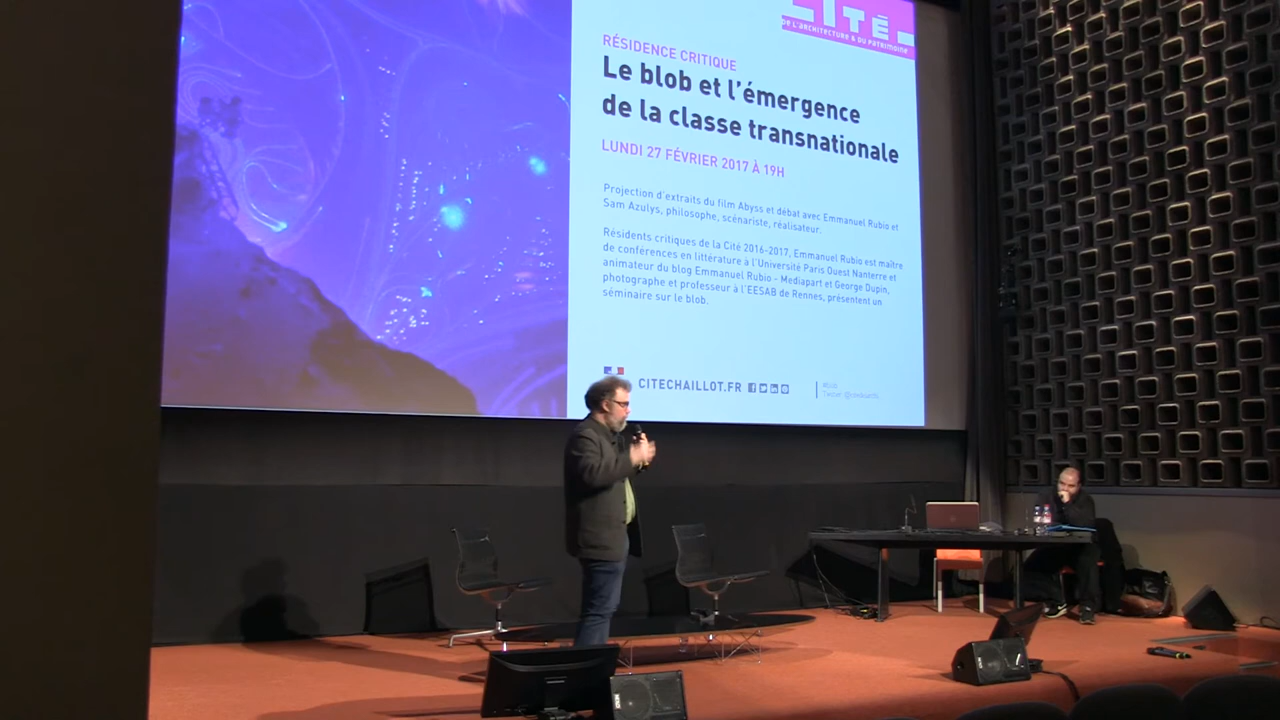 CITÉ
DE L'ARCHITECTURE & DU PATRIMOINE
RÉSIDENCE CRITIQUE
Le blob et l'émergence
de la classe transnationale
LUNDI 27 FÉVRIER 2017 À 19H
Projection d'extraits du film Abyss et débat avec Emmanuel Rubio et
Sam Azulys, philosophe, scénariste, réalisateur.
Résidents critiques de la Cité 2016-2017, Emmanuel Rubio est maître
de conférences en littérature à l'Université Paris Ouest Nanterre et
animateur du blog Emmanuel Rubio - Mediapart et George Dupin,
photographe et professeur à l'EESAB de Rennes, présentent un
séminaire sur le blob.
CITECHAILLOT.FR